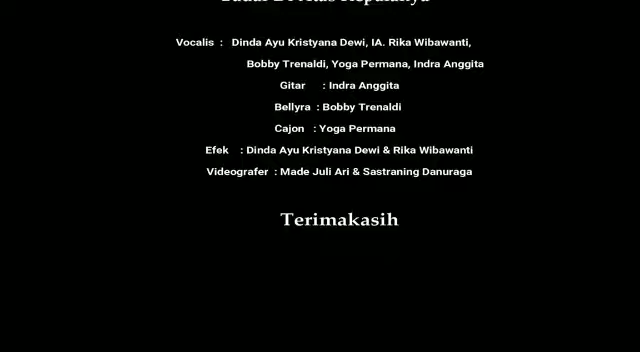 Vocalis : Dinda Ayu Kristyana Dewi, IA. Rika Wibawanti,
Bobby Trenaldi, Yoga Permana, Indra Anggita
Gitar : Indra Anggita
Bellyra : Bobby Trenaldi
Cajon : Yoga Permana
Efek : Dinda Ayu Kristyana Dewi & Rika Wibawanti
Videografer : Made Juli Ari & Sastraning Danuraga
Terimakasih